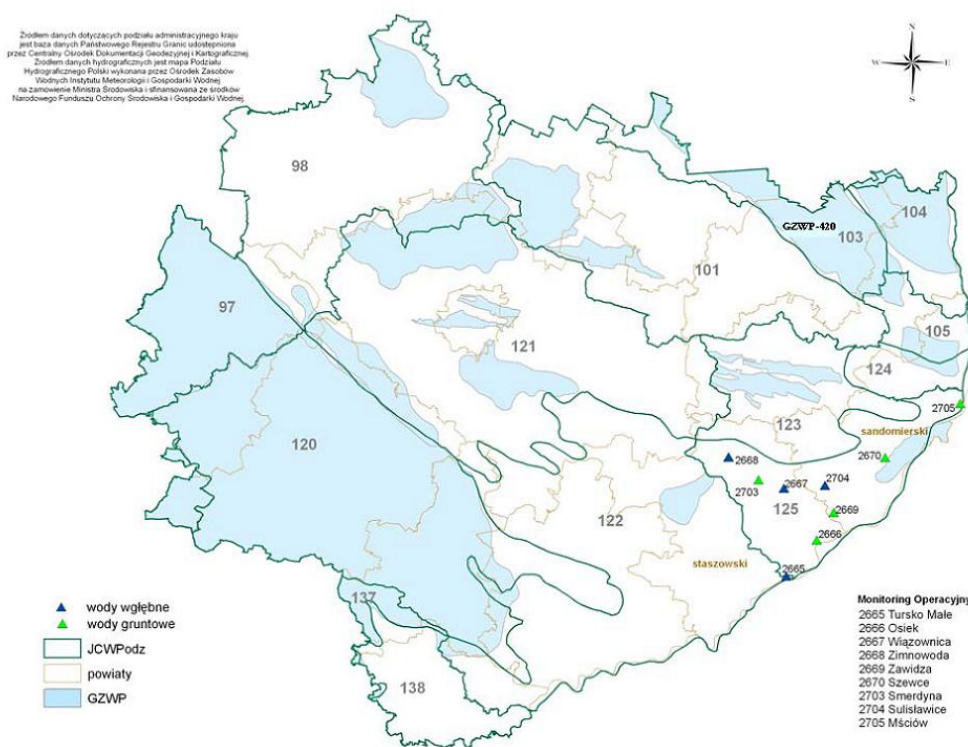 Źródłem danych dotyczących podziału administracyjnego kraju
jest baza danych Państwowego Rejestru Granic udostępniona
przez Centralny Ośrodek Dokumentacji Geodezyjnej i Kartograficznej.
Źródłem danych hydrograficznych jest mapa Podziału
Hydrograficznego Polski wykonana przez Ośrodek Zasobów
Wodnych Instytutu Meteorologii i Gospodarki Wodnej
na zamówienie Ministra Środowiska i sfinansowana ze środków
Narodowego Funduszu Ochrony Środowiska i Gospodarki Wodnej.
N
W
E
S
98
104
GZWP-420
103
101
97
105
121
124
2705
sandomierski
123
120
2668
2670
2703
2667
2704
125
2669
122
2666
staszowski
2665
137
138
wody wgłębne
wody gruntowe
JCWPodz
powiaty
GZWP
Monitoring Operacyjny
2665 Tursko Małe
2666 Osiek
2667 Wiązownica
2668 Zimnowoda
2669 Zawidza
2670 Szewce
2703 Smerdyna
2704 Sulisławice
2705 Mściów